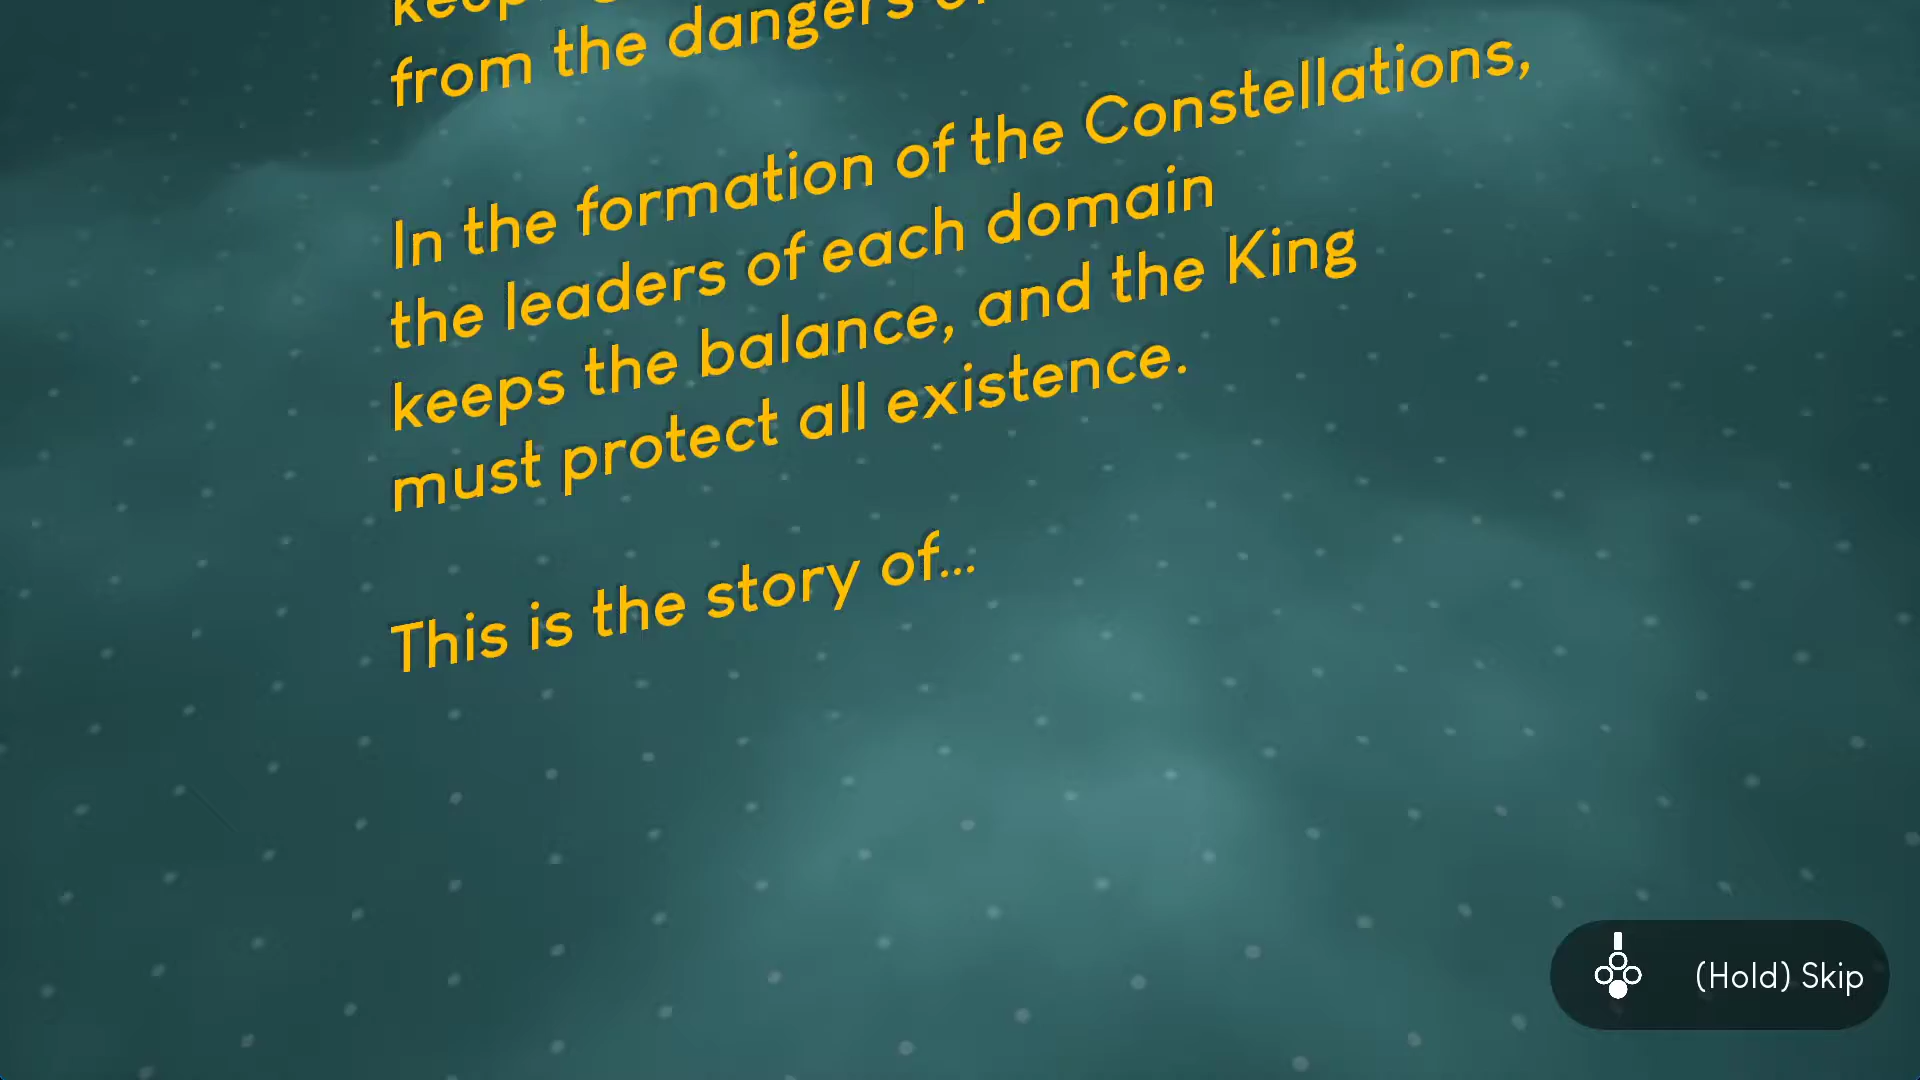 from the dangers
In the formation of the Constellations,
the leaders of each domain
keeps the balance, and the King
must protect all existence.
This is the story of...
(Hold) Skip